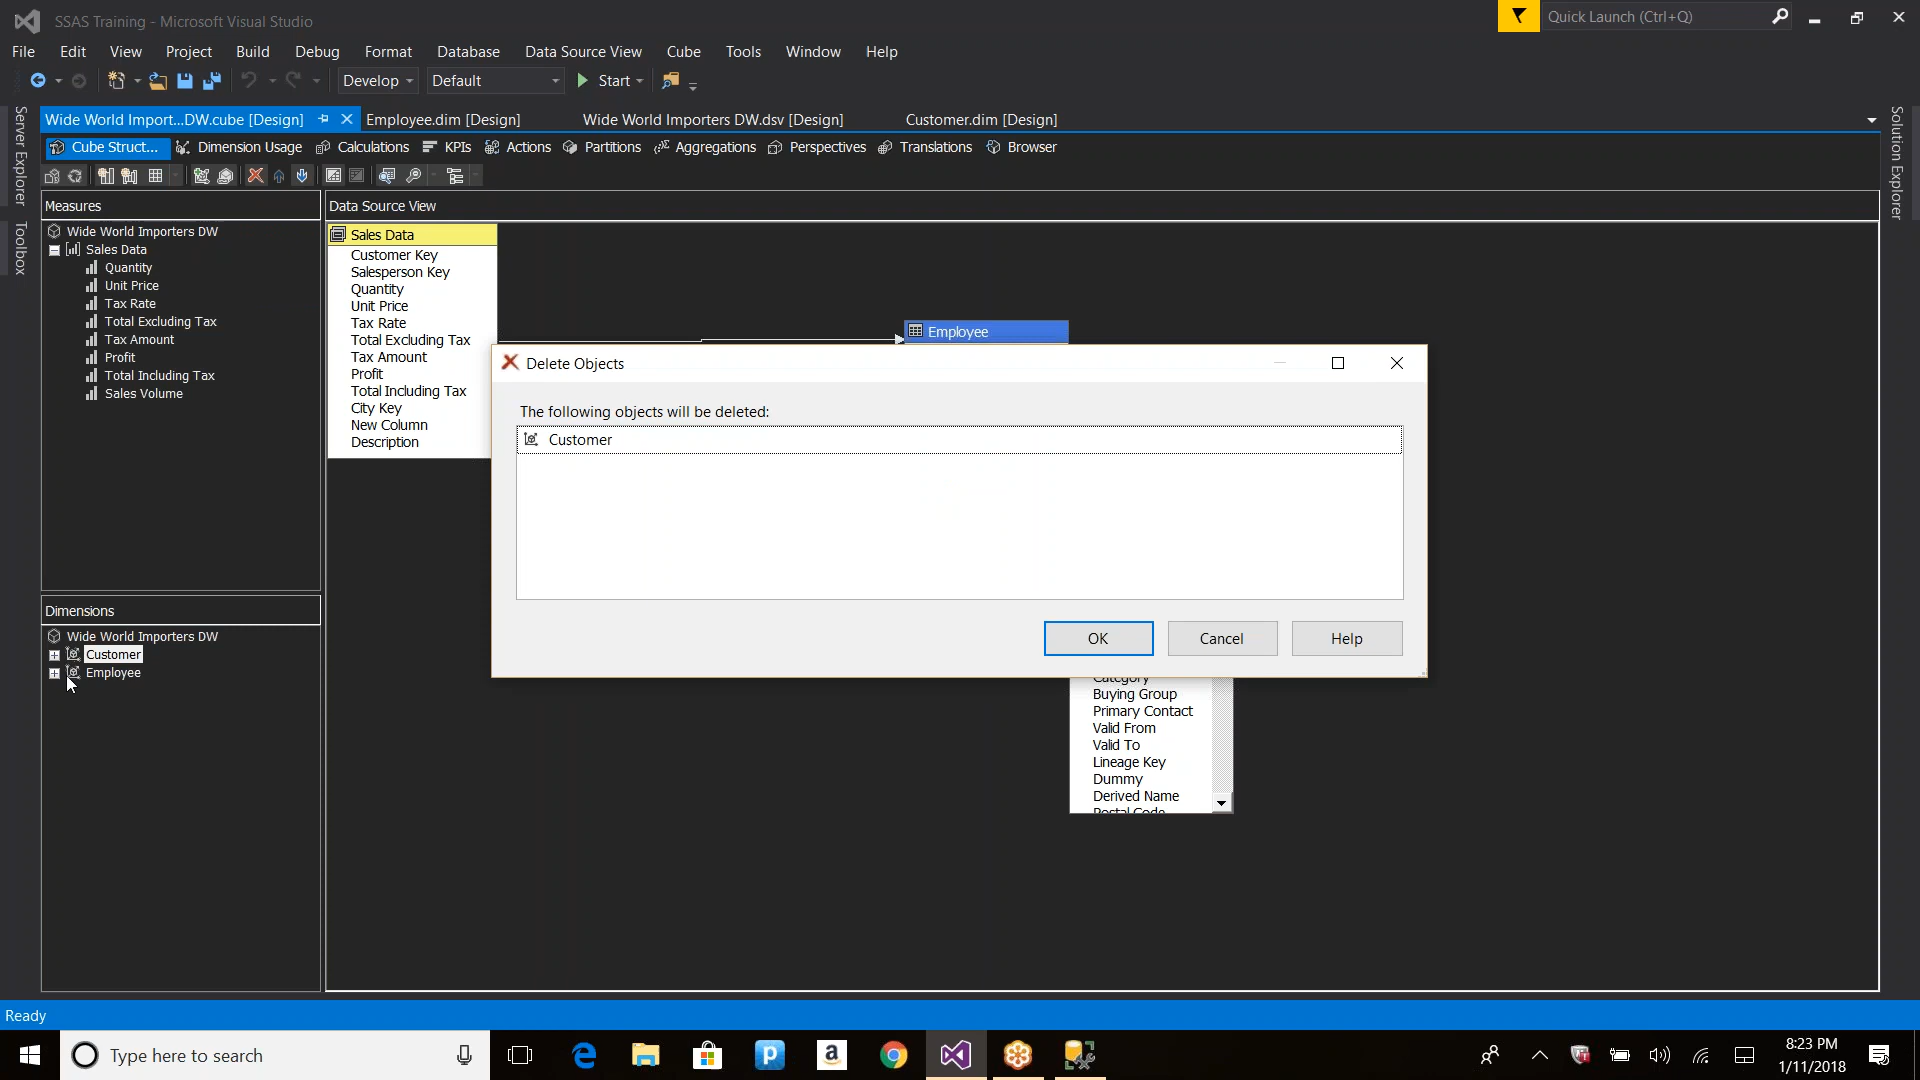 SSAS Training - Microsoft Visual Studio
Quick Launch (Ctrl+Q)
File Edit View Project Build Debug Format Database Data Source View Cube Tools Window Help
Develop Default Start
Wide World Import...DW.cube [Design] Employee.dim [Design] Wide World Importers DW.dsv [Design] Customer.dim [Design]
Cube Struct... Dimension Usage Calculations KPIs Actions Partitions Aggregations Perspectives Translations Browser
Server Explorer
Toolbox
Solution Explorer
Measures
Wide World Importers DW
Sales Data
Quantity
Unit Price
Tax Rate
Total Excluding Tax
Tax Amount
Profit
Total Including Tax
Sales Volume
Dimensions
Wide World Importers DW
Customer
Employee
Data Source View
Sales Data
Customer Key
Salesperson Key
Quantity
Unit Price
Tax Rate
Total Excluding Tax
Tax Amount
Profit
Total Including Tax
City Key
New Column
Description
Employee
Delete Objects
The following objects will be deleted:
Customer
OK Cancel Help
Category
Buying Group
Primary Contact
Valid From
Valid To
Lineage Key
Dummy
Derived Name
Postal Code
Ready
Type here to search
8:23 PM
1/11/2018